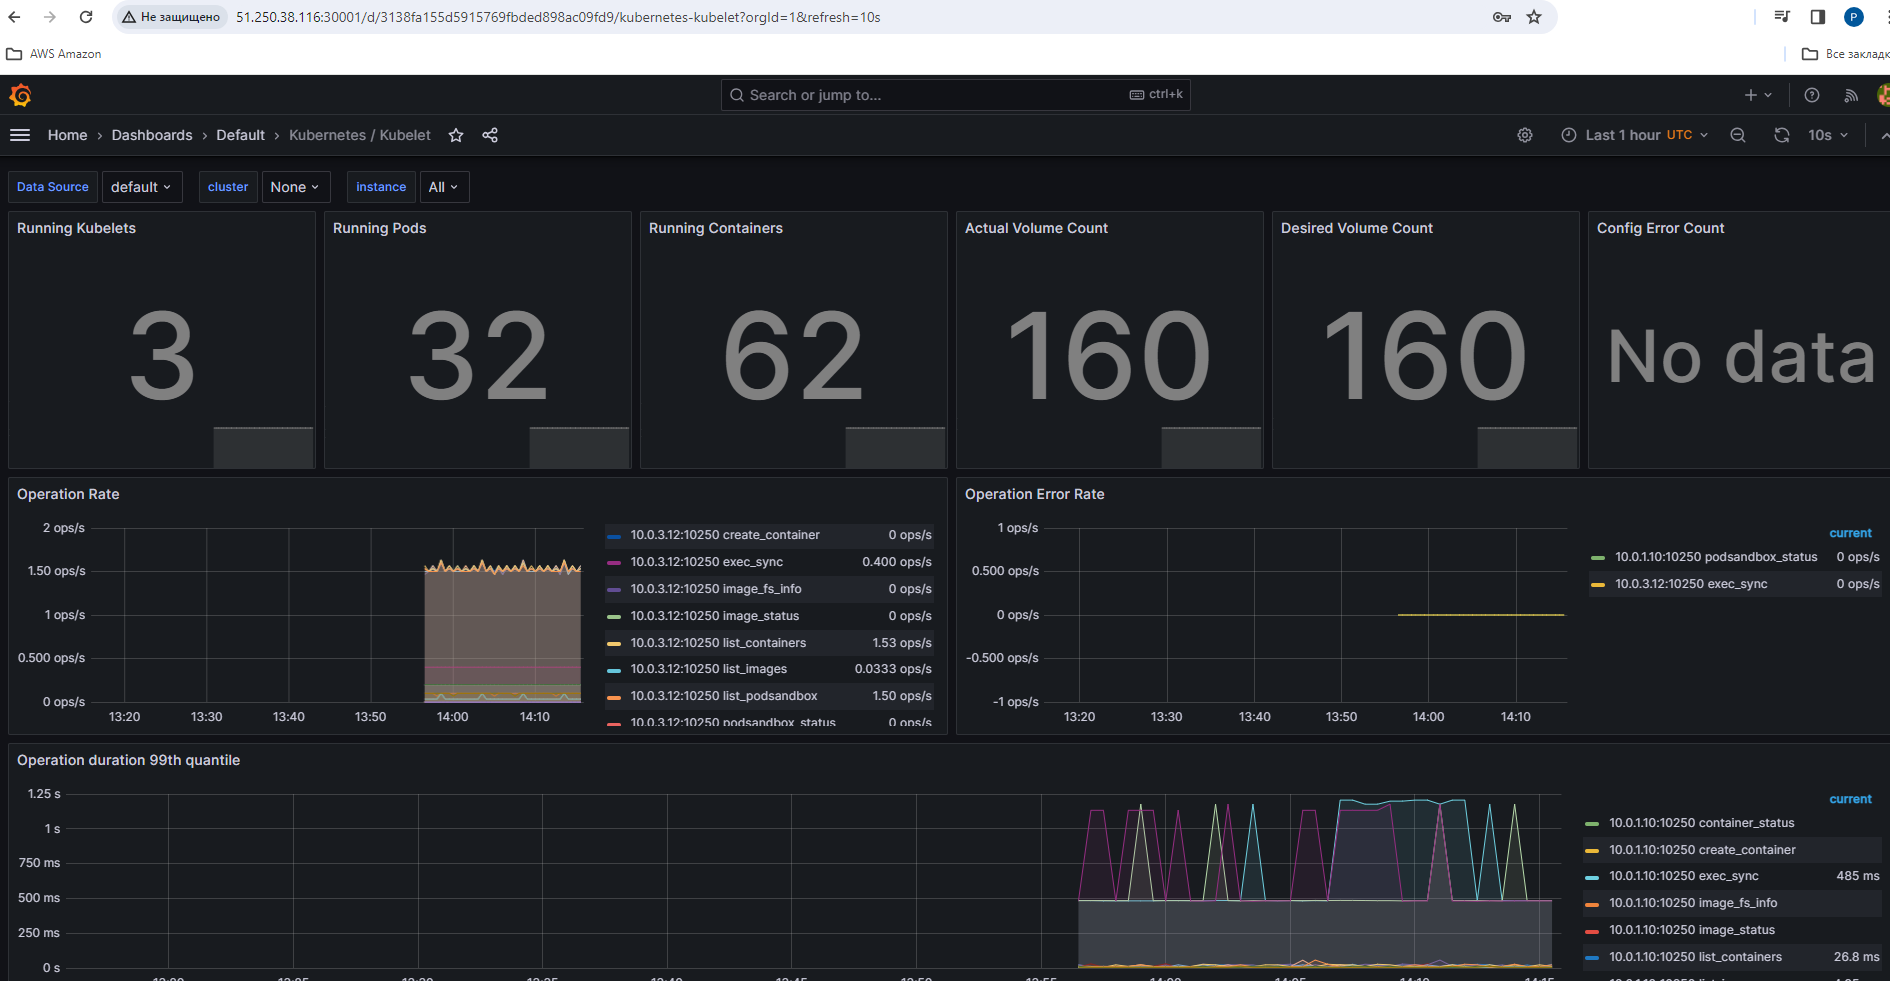 Не защищено 51.250.38.116:30001/d/3138fa155d5915769fbded898ac09fd9/kubernetes-kubelet?orgId=1&refresh=10s P
AWS Amazon Все закладк
Search or jump to... ctrl+k
Home › Dashboards › Default › Kubernetes / Kubelet Last 1 hour UTC 10s
Data Source default cluster None instance All
Running Kubelets
3
Running Pods
32
Running Containers
62
Actual Volume Count
160
Desired Volume Count
160
Config Error Count
No data
Operation Rate
2 ops/s
1.50 ops/s
1 ops/s
0.500 ops/s
0 ops/s
13:20 13:30 13:40 13:50 14:00 14:10
10.0.3.12:10250 create_container 0 ops/s
10.0.3.12:10250 exec_sync 0.400 ops/s
10.0.3.12:10250 image_fs_info 0 ops/s
10.0.3.12:10250 image_status 0 ops/s
10.0.3.12:10250 list_containers 1.53 ops/s
10.0.3.12:10250 list_images 0.0333 ops/s
10.0.3.12:10250 list_podsandbox 1.50 ops/s
10.0.3.12:10250 podsandbox_status 0 ops/s
Operation Error Rate
1 ops/s
0.500 ops/s
0 ops/s
-0.500 ops/s
-1 ops/s
13:20 13:30 13:40 13:50 14:00 14:10
current
10.0.1.10:10250 podsandbox_status 0 ops/s
10.0.3.12:10250 exec_sync 0 ops/s
Operation duration 99th quantile
1.25 s
1 s
750 ms
500 ms
250 ms
0 s
current
10.0.1.10:10250 container_status
10.0.1.10:10250 create_container
10.0.1.10:10250 exec_sync 485 ms
10.0.1.10:10250 image_fs_info
10.0.1.10:10250 image_status
10.0.1.10:10250 list_containers 26.8 ms